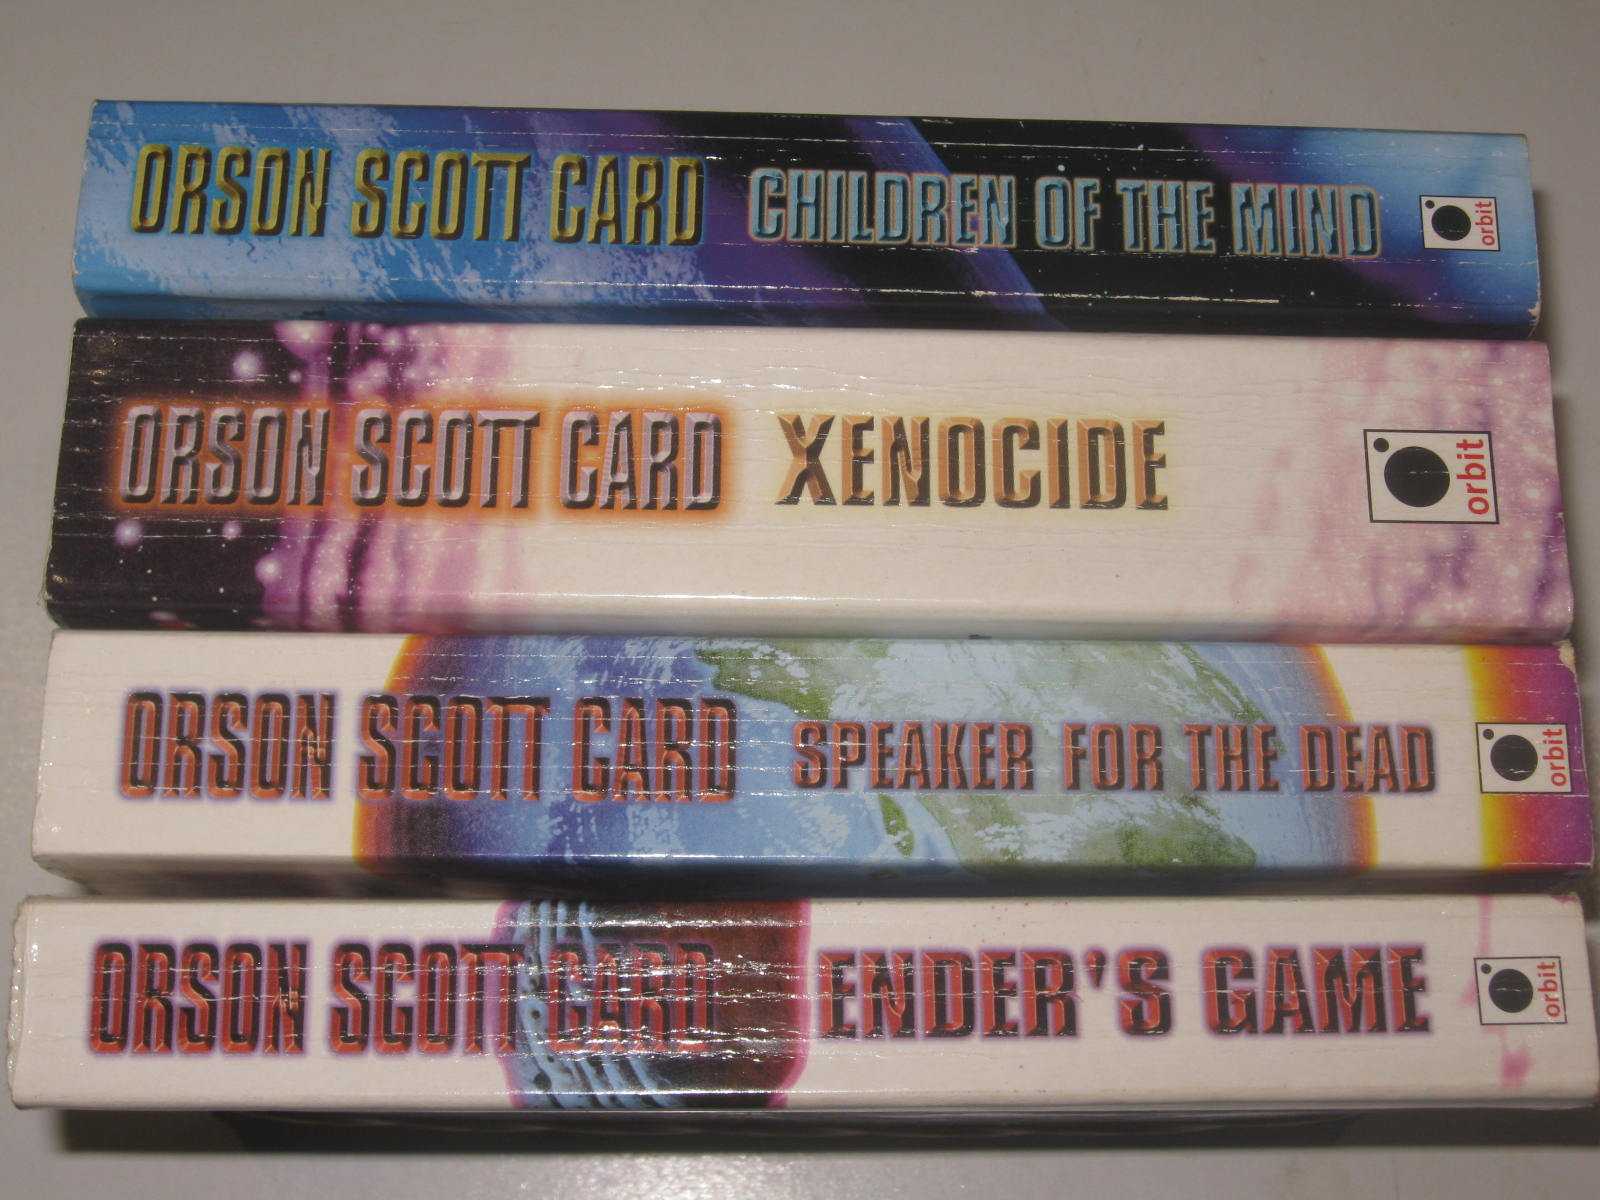 ORSON SCOTT CARD CHILDREN OF THE MIND orbit
ORSON SCOTT CARD XENOCIDE orbit
ORSON SCOTT CARD SPEAKER FOR THE DEAD orbit
ORSON SCOTT CARD ENDER'S GAME orbit